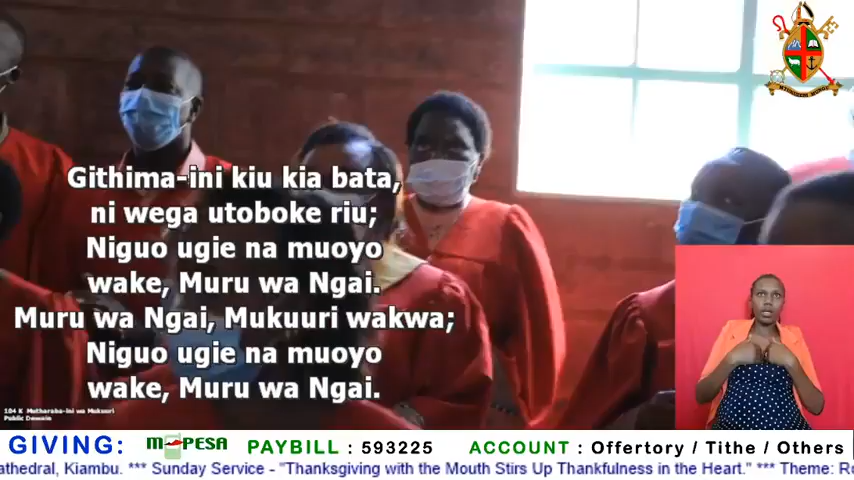 Githima-ini kiu kia bata,
ni wega utoboke riu;
Niguo ugie na muoyo
wake, Muru wa Ngai.
Muru wa Ngai, Mukuuri wakwa;
Niguo ugie na muoyo
wake, Muru wa Ngai.
104 K Mutharaba-ini wa Mukuuri
Public Domain
GIVING: M-PESA PAYBILL : 593225 ACCOUNT : Offertory / Tithe / Others
athedral, Kiambu. *** Sunday Service - "Thanksgiving with the Mouth Stirs Up Thankfulness in the Heart." *** Theme: Ro